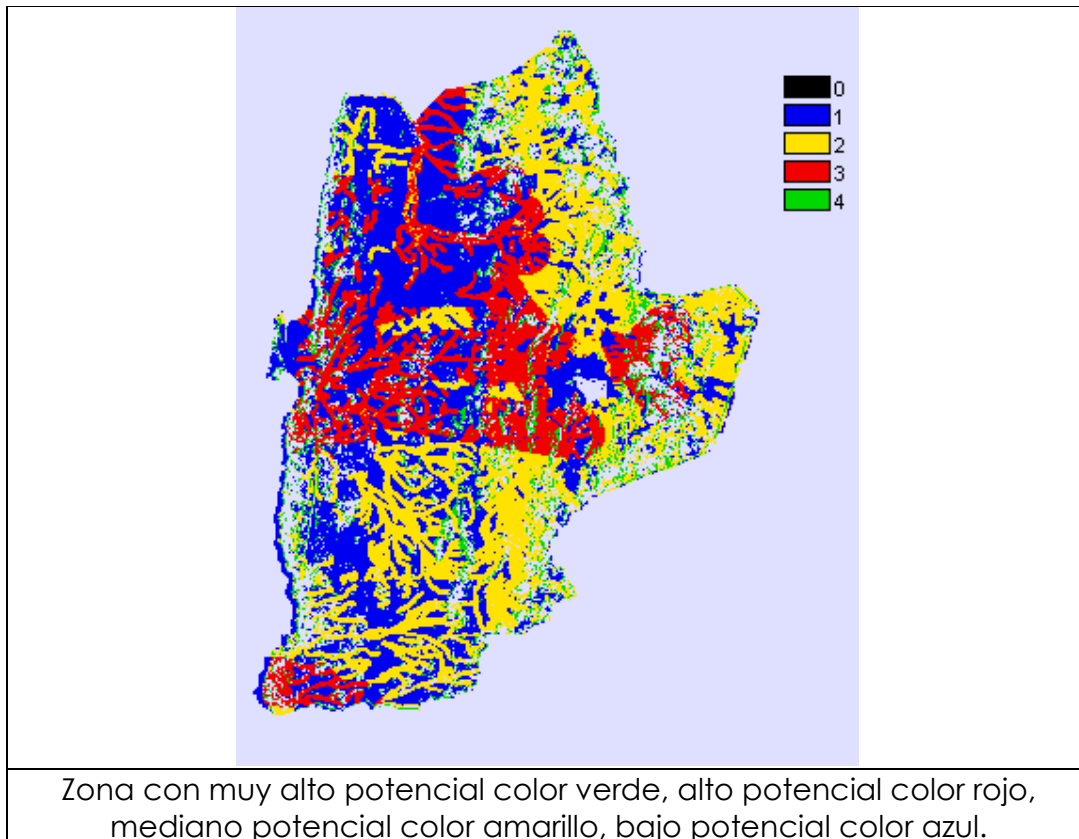 0
1
2
3
4
Zona con muy alto potencial color verde, alto potencial color rojo,
mediano potencial color amarillo, bajo potencial color azul.